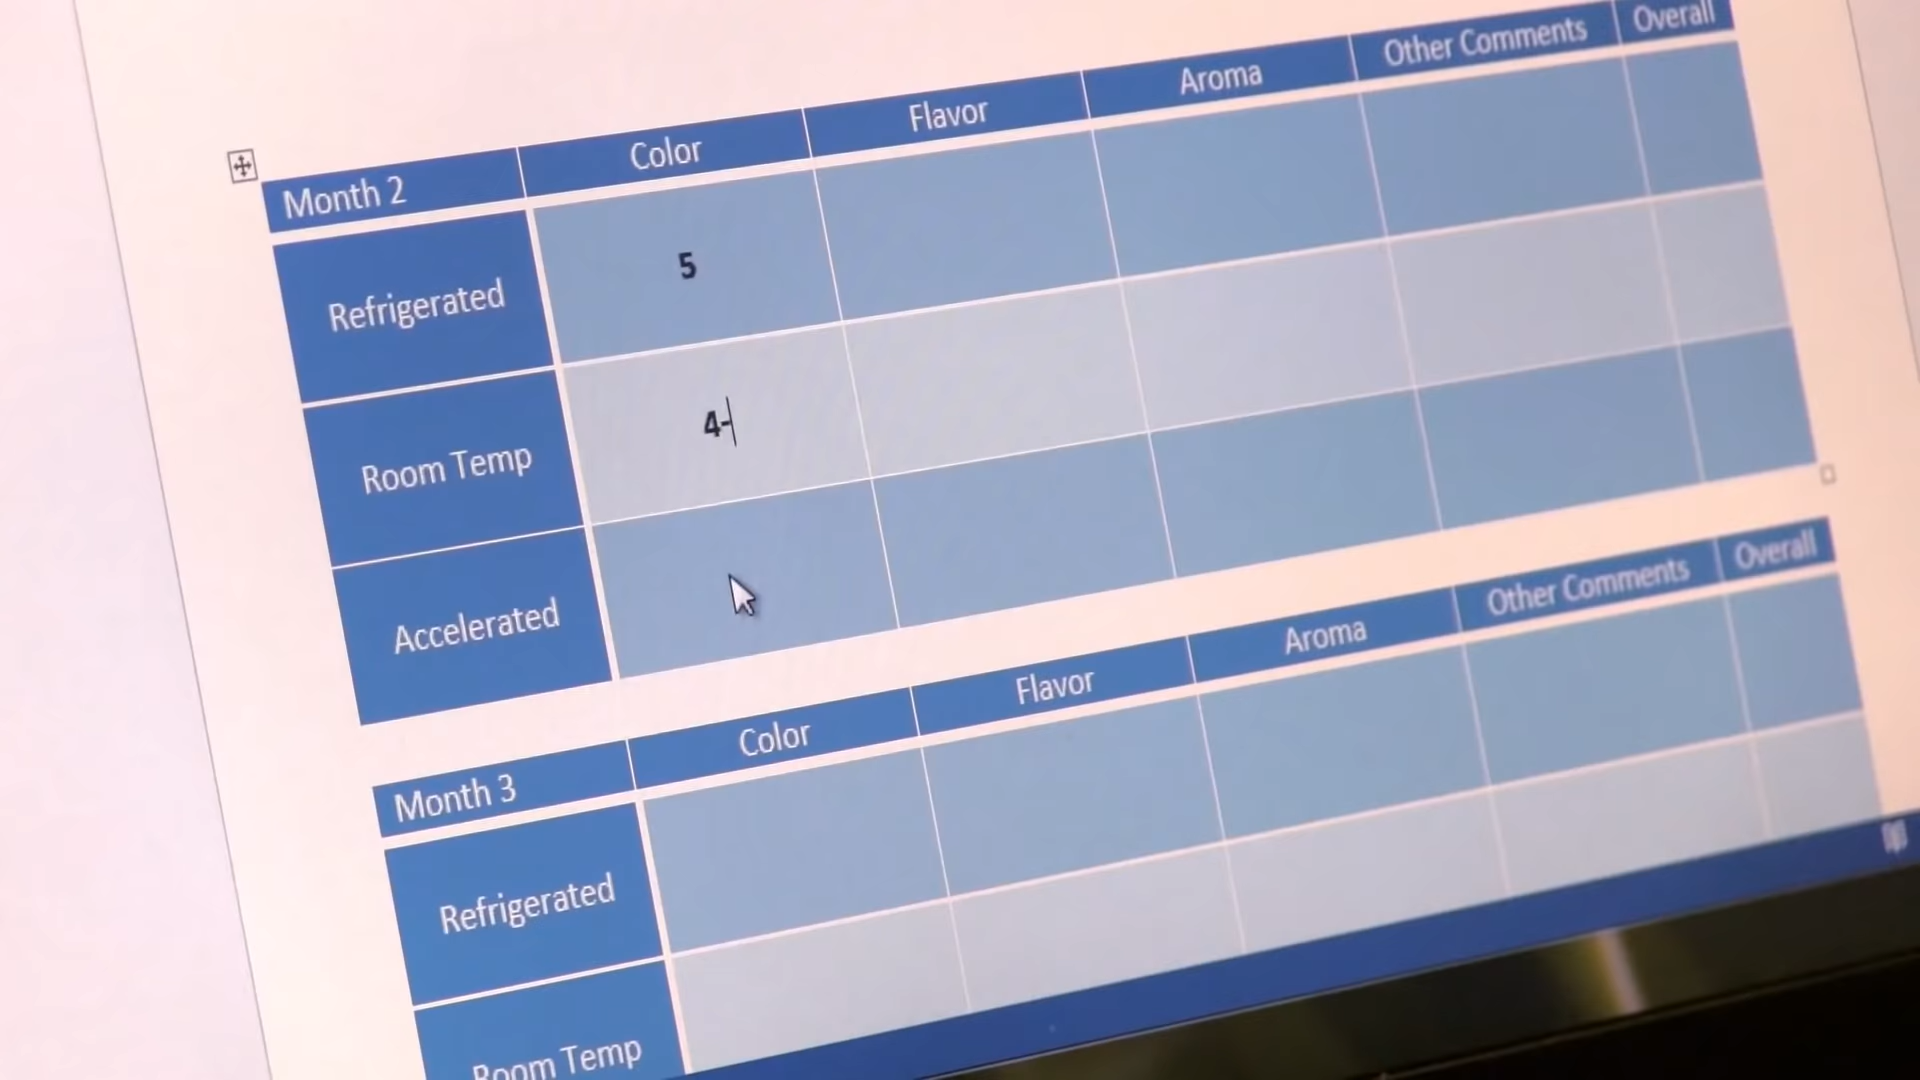 Month 2 Color Flavor Aroma Other Comments Overall
Refrigerated 5
Room Temp 4-
Accelerated
Month 3 Color Flavor Aroma Other Comments Overall
Refrigerated
Room Temp